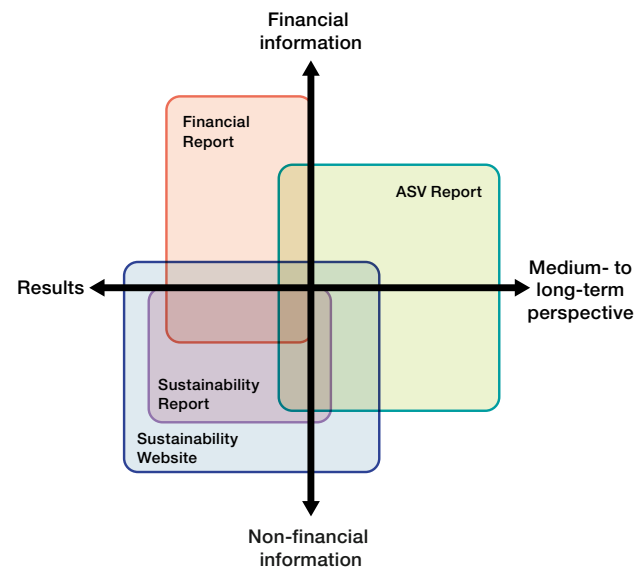 Financial
information
Financial
Report
ASV Report
Results
Medium- to
long-term
perspective
Sustainability
Report
Sustainability
Website
Non-financial
information